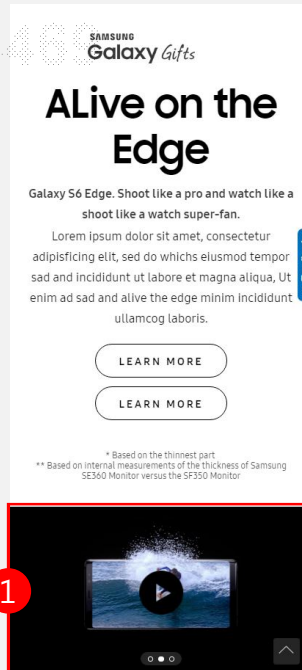 SAMSUNG
Galaxy Gifts
ALive on the
Edge
Galaxy S6 Edge. Shoot like a pro and watch like a
shoot like a watch super-fan.
Lorem ipsum dolor sit amet, consectetur
adipisficing elit, sed do whichs eiusmod tempor
sad and incididunt ut labore et magna aliqua, Ut
enim ad sad and alive the edge minim incididunt
ullamcog laboris.
LEARN MORE
LEARN MORE
* Based on the thinnest part
** Based on internal measurements of the thickness of Samsung
SE360 Monitor versus the SF350 Monitor
1